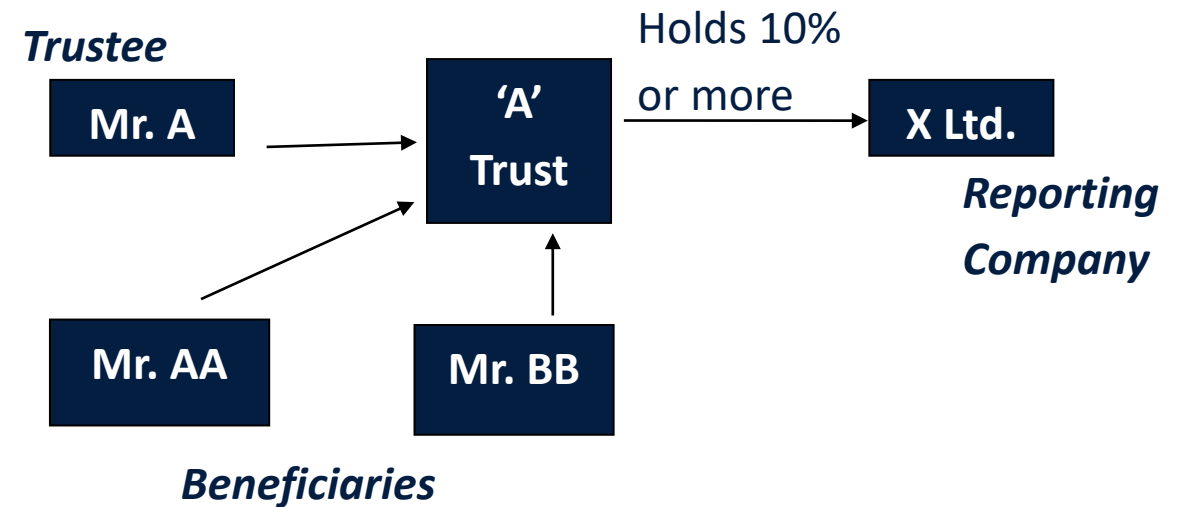 Trustee
Mr. A
‘A’
Trust
Holds 10%
or more
X Ltd.
Reporting
Company
Mr. AA
Mr. BB
Beneficiaries